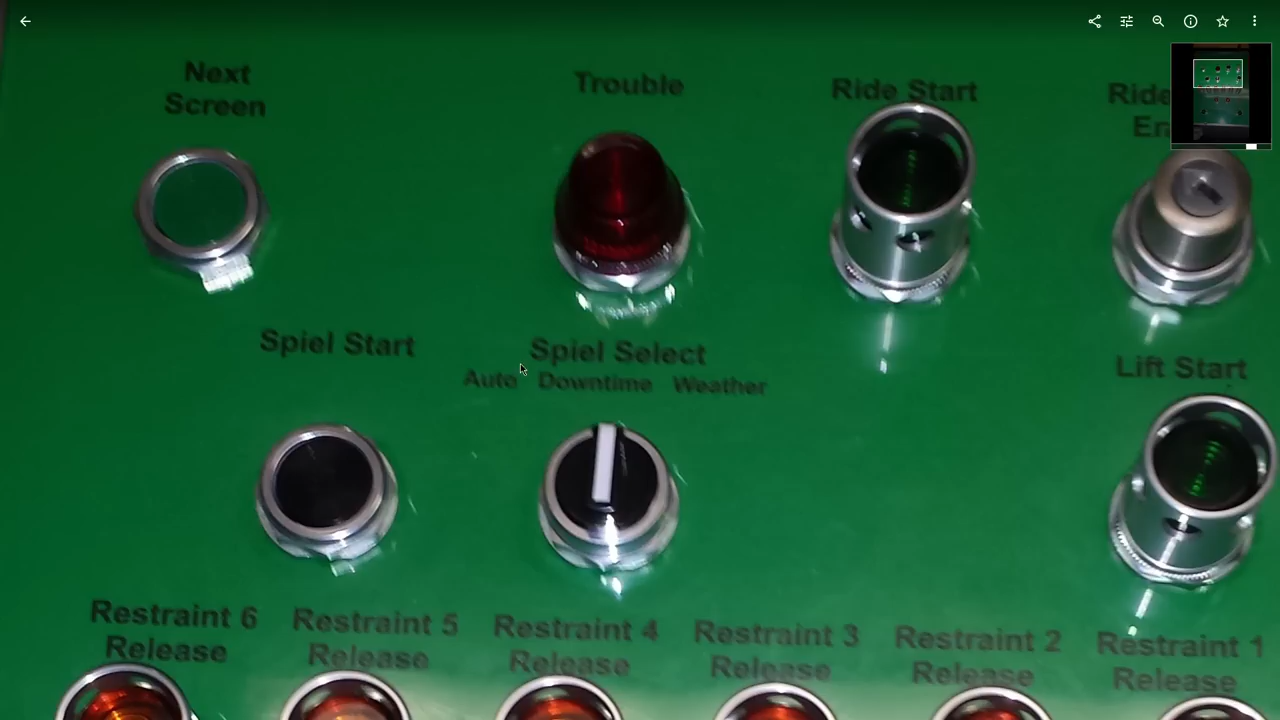 Next
Screen
Trouble
Ride Start
Ride
Spiel Start
Spiel Select
Auto Downtime Weather
Lift Start
Restraint 6
Release
Restraint 5
Release
Restraint 4
Release
Restraint 3
Release
Restraint 2
Release
Restraint 1
Release